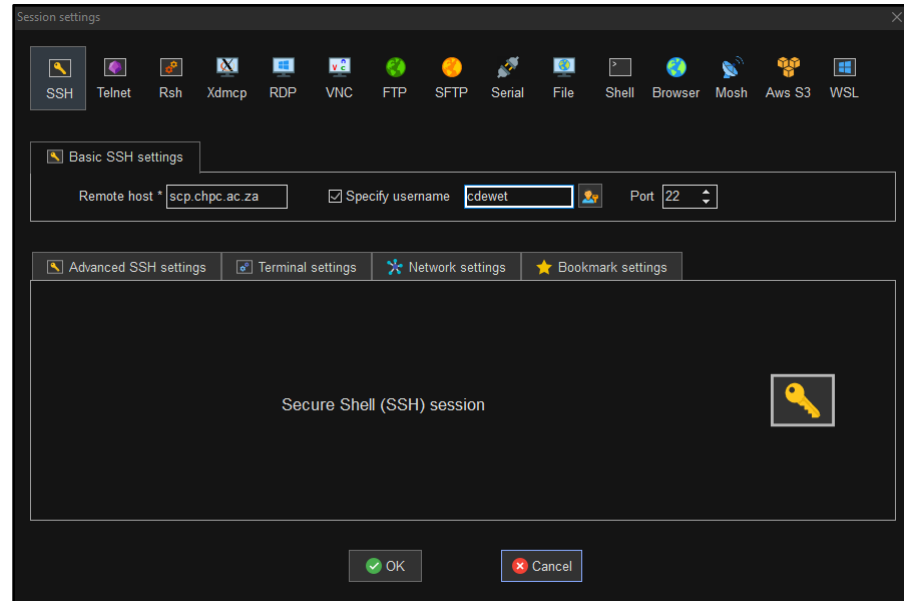 Session settings
SSH Telnet Rsh Xdmcp RDP VNC FTP SFTP Serial File Shell Browser Mosh Aws S3 WSL
Basic SSH settings
Remote host * scp.chpc.ac.za Specify username cdewet Port 22
Advanced SSH settings Terminal settings Network settings Bookmark settings
Secure Shell (SSH) session
OK Cancel